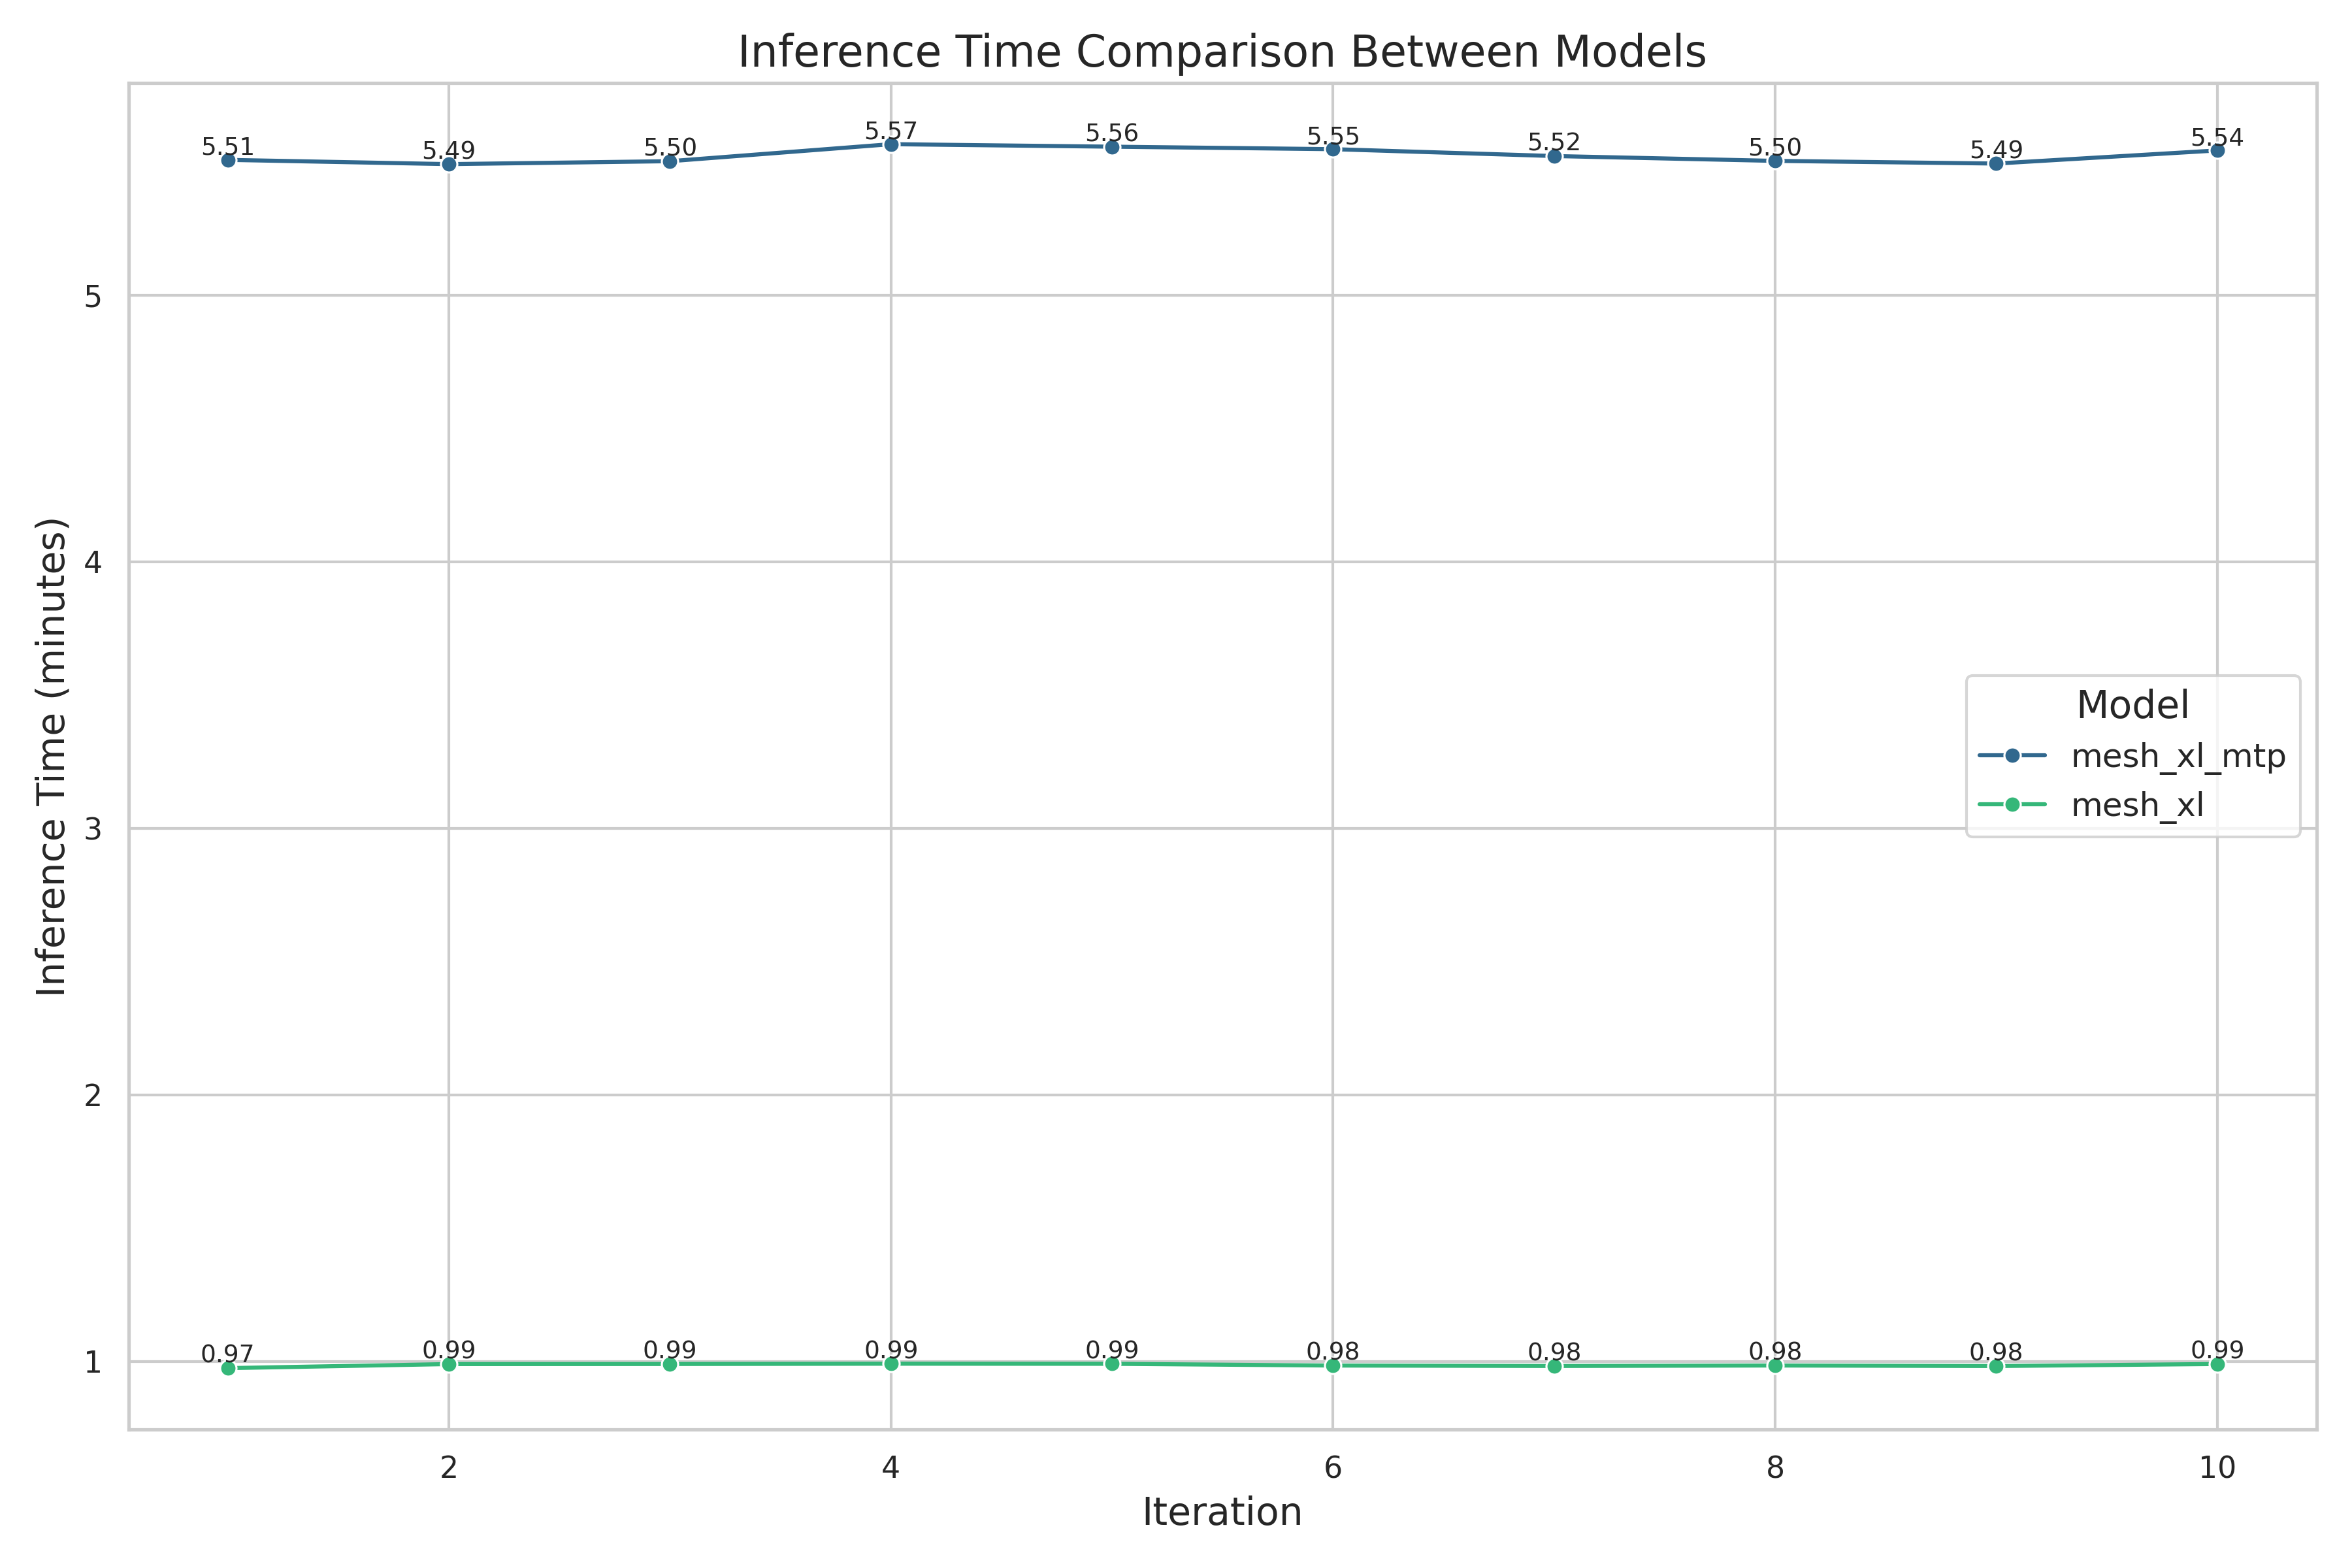 Inference Time Comparison Between Models
5.51 5.49 5.50 5.57 5.56 5.55 5.52 5.50 5.49 5.54
5
4
3
2
1
Inference Time (minutes)
Model
mesh_xl_mtp
mesh_xl
0.97 0.99 0.99 0.99 0.99 0.98 0.98 0.98 0.98 0.99
2 4 6 8 10
Iteration